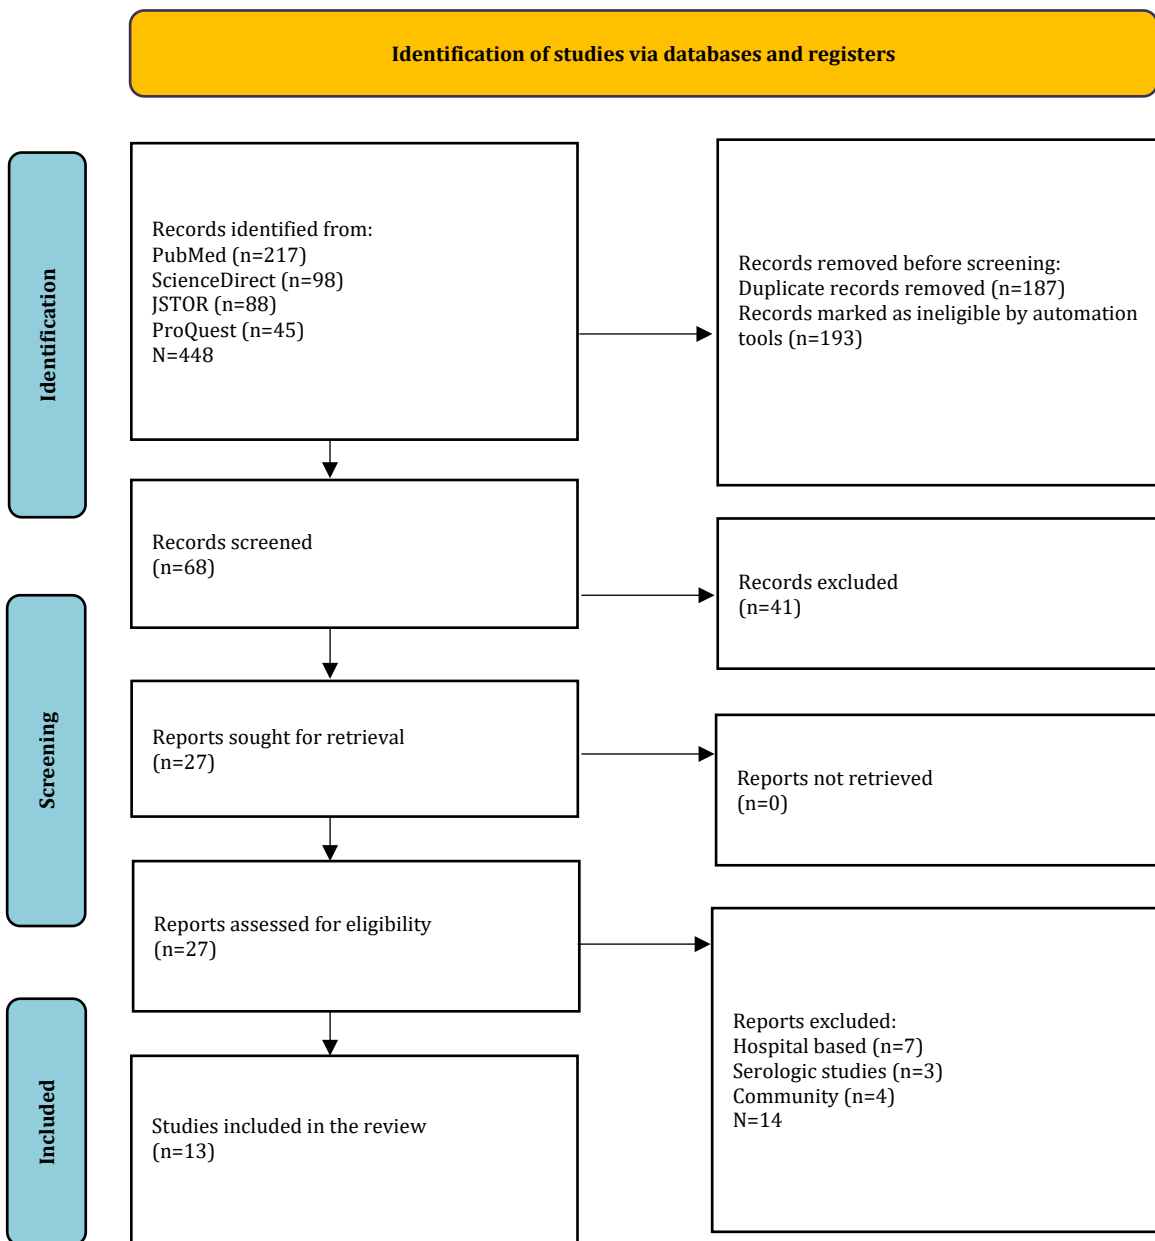 Identification of studies via databases and registers
Identification
Records identified from:
PubMed (n=217)
ScienceDirect (n=98)
JSTOR (n=88)
ProQuest (n=45)
N=448
Records removed before screening:
Duplicate records removed (n=187)
Records marked as ineligible by automation
tools (n=193)
Records screened
(n=68)
Records excluded
(n=41)
Screening
Reports sought for retrieval
(n=27)
Reports not retrieved
(n=0)
Reports assessed for eligibility
(n=27)
Reports excluded:
Hospital based (n=7)
Serologic studies (n=3)
Community (n=4)
N=14
Included
Studies included in the review
(n=13)